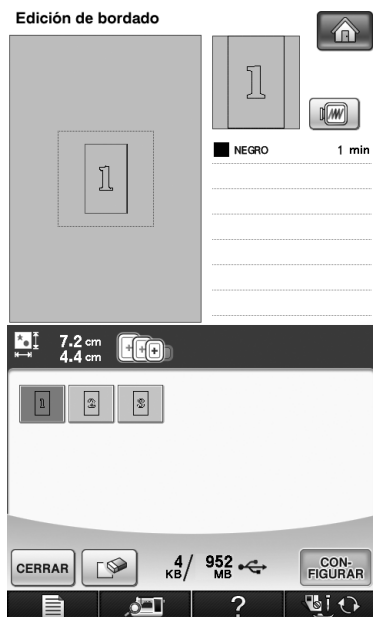 Edición de bordado
1
1
NEGRO 1 min
7.2 cm
4.4 cm
1 2 3
CERRAR
4 KB/ 952 MB
CON-
FIGURAR
?